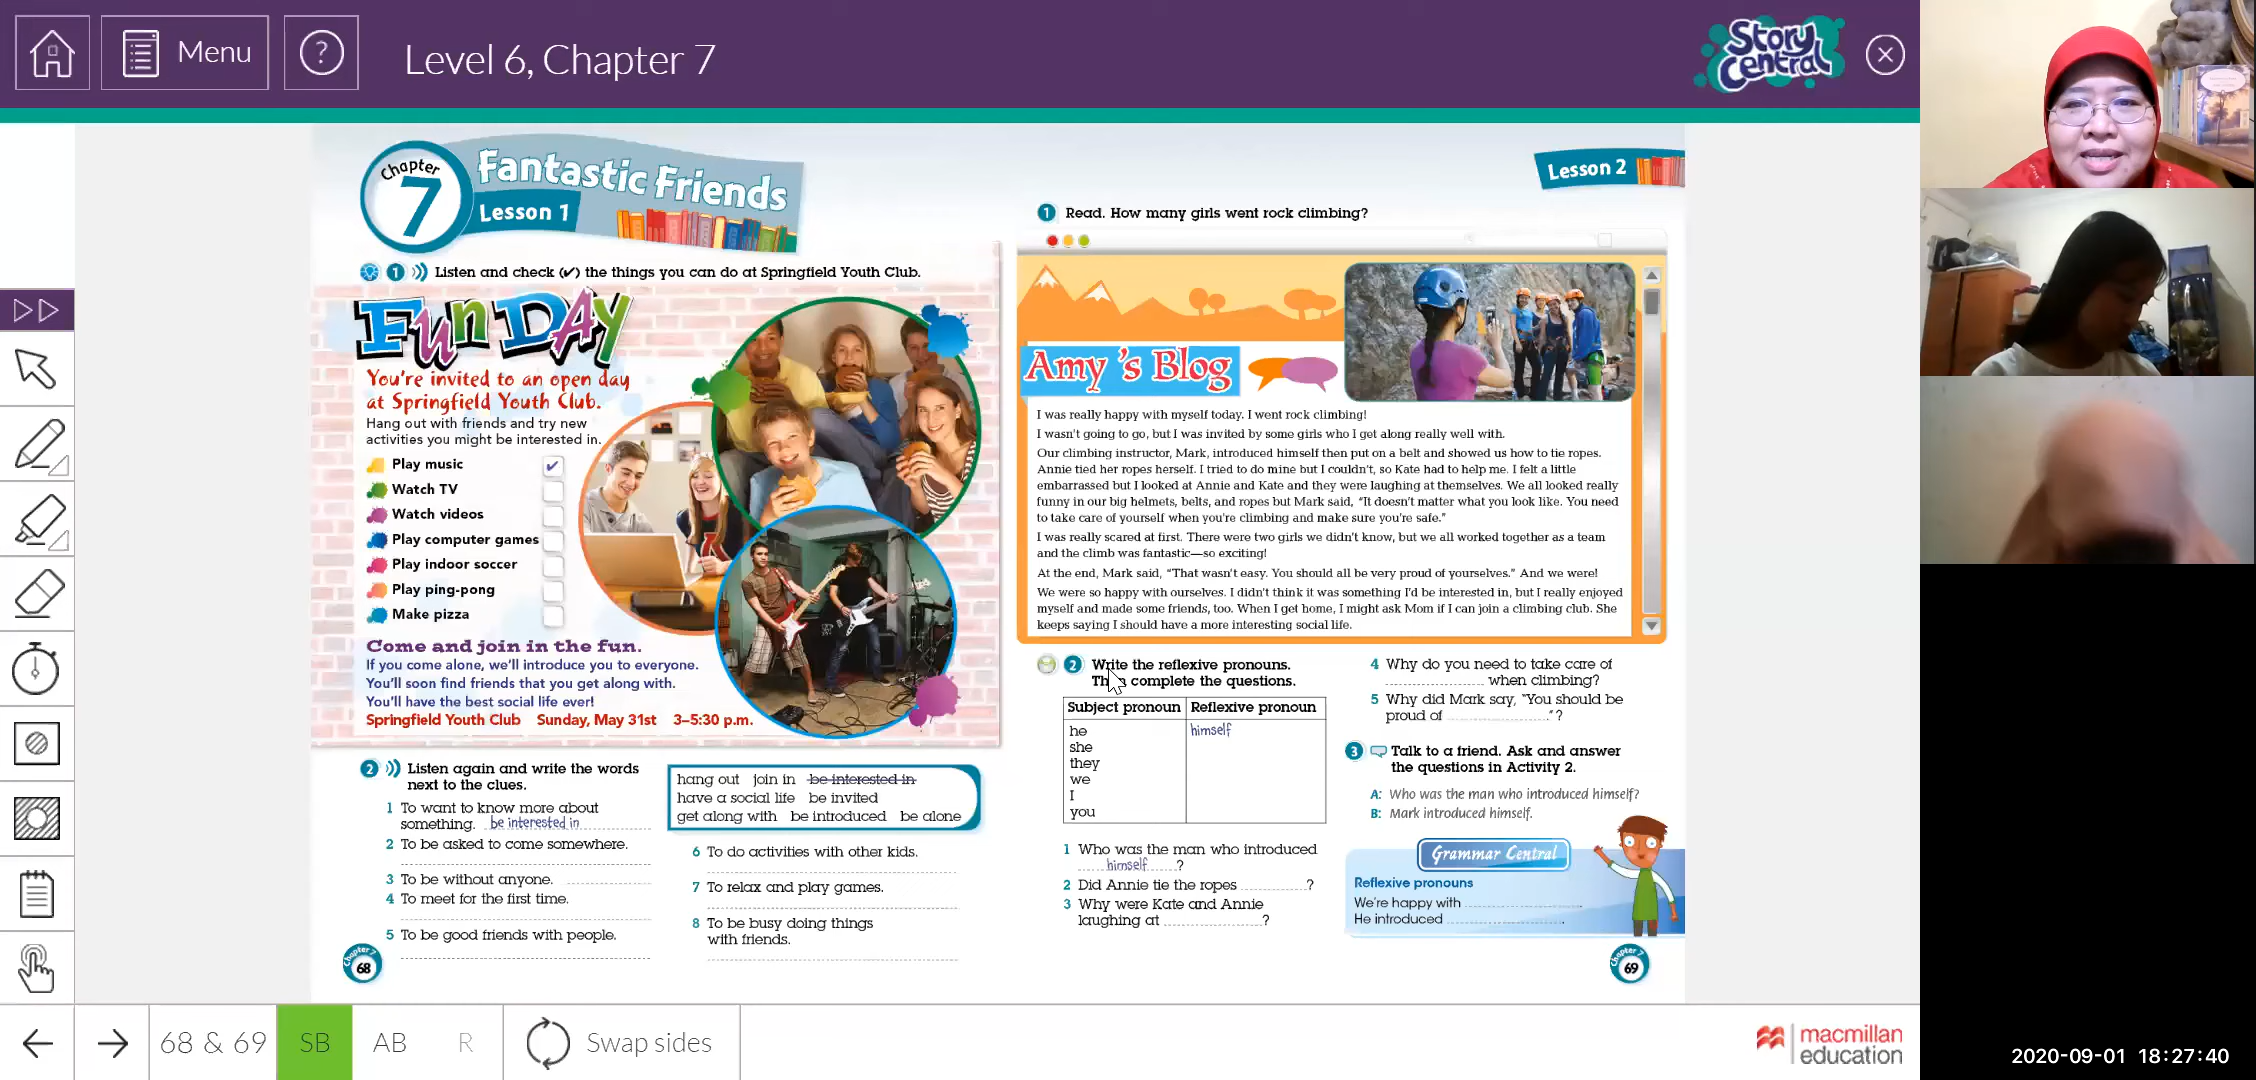 Menu
?
Level 6, Chapter 7
Story
Central
Chapter
7
Fantastic Friends
Lesson 1
1 Listen and check (✔) the things you can do at Springfield Youth Club.
FUN DAY
You're invited to an open day
at Springfield Youth Club.
Hang out with friends and try new
activities you might be interested in.
Play music ✔
Watch TV
Watch videos
Play computer games
Play indoor soccer
Play ping-pong
Make pizza
Come and join in the fun.
If you come alone, we'll introduce you to everyone.
You'll soon find friends that you get along with.
You'll have the best social life ever!
Springfield Youth Club Sunday, May 31st 3–5:30 p.m.
2 Listen again and write the words
next to the clues.
1 To want to know more about
something. be interested in
2 To be asked to come somewhere.
3 To be without anyone.
4 To meet for the first time.
5 To be good friends with people.
hang out join in be interested in
have a social life be invited
get along with be introduced be alone
6 To do activities with other kids.
7 To relax and play games.
8 To be busy doing things
with friends.
Chapter 7
68
Lesson 2
1 Read. How many girls went rock climbing?
Amy's Blog
I was really happy with myself today. I went rock climbing!
I wasn't going to go, but I was invited by some girls who I get along really well with.
Our climbing instructor, Mark, introduced himself then put on a belt and showed us how to tie ropes.
Annie tied her ropes herself. I tried to do mine but I couldn't, so Kate had to help me. I felt a little
embarrassed but I looked at Annie and Kate and they were laughing at themselves. We all looked really
funny in our big helmets, belts, and ropes but Mark said, "It doesn't matter what you look like. You need
to take care of yourself when you're climbing and make sure you're safe."
I was really scared at first. There were two girls we didn't know, but we all worked together as a team
and the climb was fantastic—so exciting!
At the end, Mark said, "That wasn't easy. You should all be very proud of yourselves." And we were!
We were so happy with ourselves. I didn't think it was something I'd be interested in, but I really enjoyed
myself and made some friends, too. When I get home, I might ask Mom if I can join a climbing club. She
keeps saying I should have a more interesting social life.
2 Write the reflexive pronouns.
Then complete the questions.
Subject pronoun Reflexive pronoun
he himself
she
they
we
I
you
1 Who was the man who introduced
himself ?
2 Did Annie tie the ropes ?
3 Why were Kate and Annie
laughing at ?
4 Why do you need to take care of
when climbing?
5 Why did Mark say, "You should be
proud of ."?
3 Talk to a friend. Ask and answer
the questions in Activity 2.
A: Who was the man who introduced himself?
B: Mark introduced himself.
Grammar Central
Reflexive pronouns
We're happy with .
He introduced .
Chapter 7
69
68 & 69
SB
AB
R
Swap sides
macmillan
education
2020-09-01 18:27:40